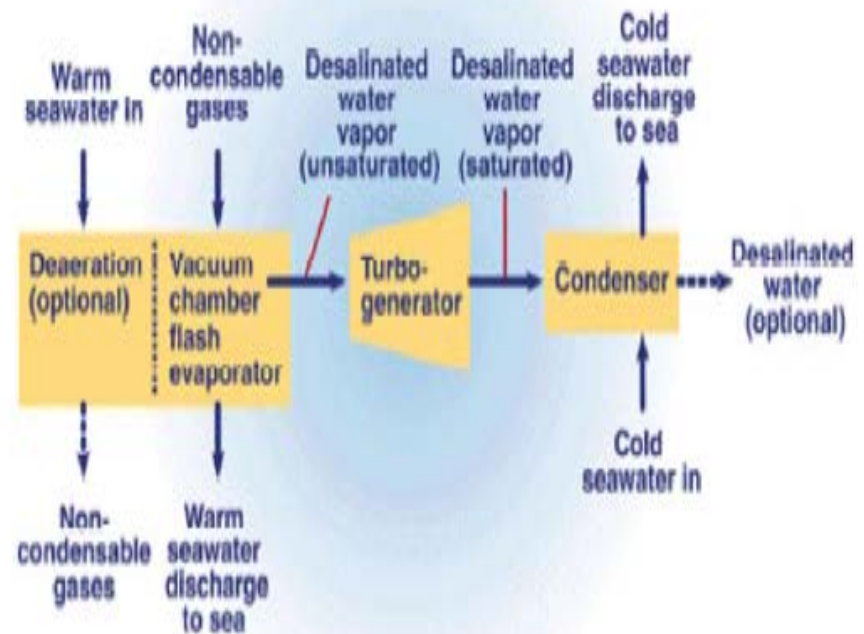 Warm
seawater in
Non-
condensable
gases
Desalinated
water
vapor
(unsaturated)
Desalinated
water
vapor
(saturated)
Cold
seawater
discharge
to sea
Deaeration
(optional)
Vacuum
chamber
flash
evaporator
Turbo-
generator
Condenser
Desalinated
water
(optional)
Non-
condensable
gases
Warm
seawater
discharge
to sea
Cold
seawater in